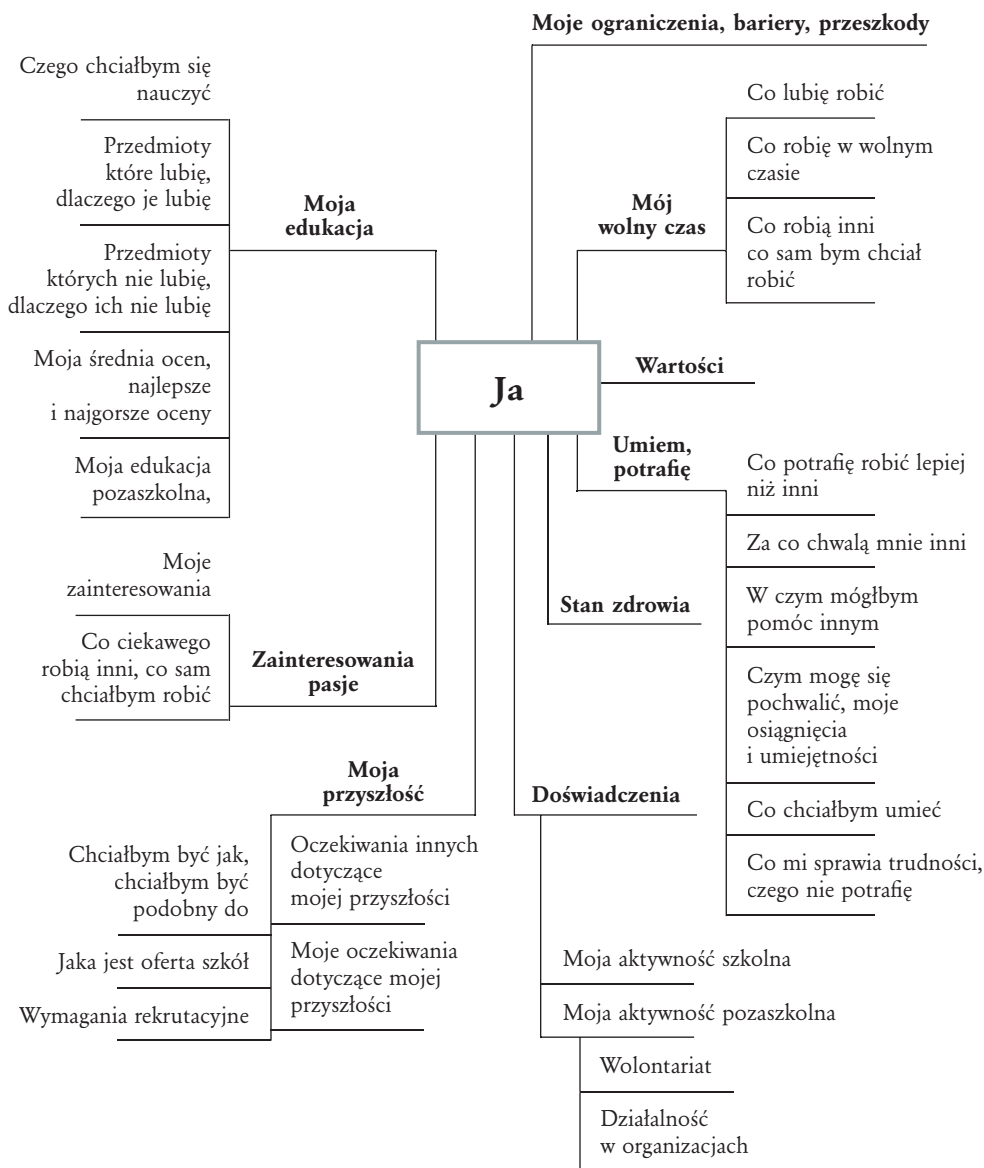 Moje ograniczenia, bariery, przeszkody
Czego chciałbym się
nauczyć
Przedmioty
które lubię,
dlaczego je lubię
Przedmioty
których nie lubię,
dlaczego ich nie lubię
Moja średnia ocen,
najlepsze
i najgorsze oceny
Moja edukacja
pozaszkolna,
Moja
edukacja
Co lubię robić
Co robię w wolnym
czasie
Co robią inni
co sam bym chciał
robić
Mój
wolny czas
Ja
Wartości
Umiem,
potrafię
Co potrafię robić lepiej
niż inni
Za co chwalą mnie inni
W czym mógłbym
pomóc innym
Czym mogę się
pochwalić, moje
osiągnięcia
i umiejętności
Co chciałbym umieć
Co mi sprawia trudności,
czego nie potrafię
Stan zdrowia
Moje
zainteresowania
Co ciekawego
robią inni, co sam
chciałbym robić
Zainteresowania
pasje
Moja
przyszłość
Chciałbym być jak,
chciałbym być
podobny do
Jaka jest oferta szkół
Wymagania rekrutacyjne
Oczekiwania innych
dotyczące
mojej przyszłości
Moje oczekiwania
dotyczące mojej
przyszłości
Doświadczenia
Moja aktywność szkolna
Moja aktywność pozaszkolna
Wolontariat
Działalność
w organizacjach